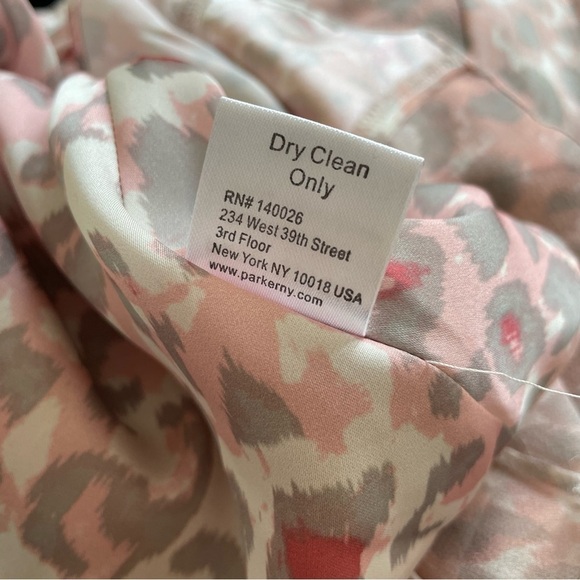 Dry Clean
Only
RN# 140026
234 West 39th Street
3rd Floor
New York NY 10018 USA
www.parkerny.com